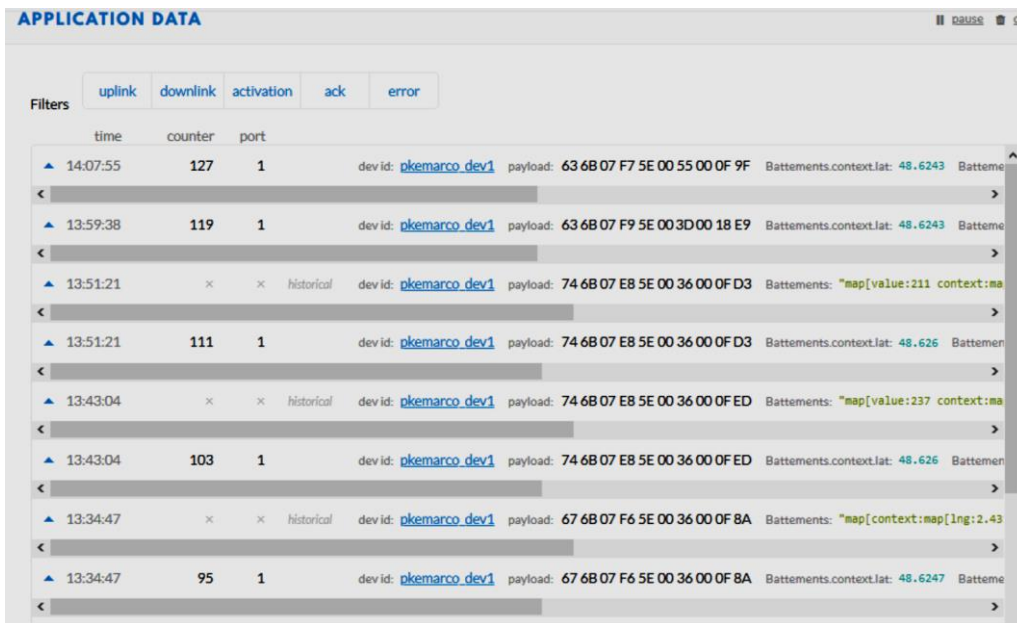 APPLICATION DATA
pause
Filters uplink downlink activation ack error
time counter port
14:07:55 127 1 dev id: pkemarco_dev1 payload: 63 6B 07 F7 5E 00 55 00 0F 9F Battements.context.lat: 48.6243 Batteme
13:59:38 119 1 dev id: pkemarco_dev1 payload: 63 6B 07 F9 5E 00 3D 00 18 E9 Battements.context.lat: 48.6243 Batteme
13:51:21 × × historical dev id: pkemarco_dev1 payload: 74 6B 07 E8 5E 00 36 00 0F D3 Battements: "map[value:211 context:ma
13:51:21 111 1 dev id: pkemarco_dev1 payload: 74 6B 07 E8 5E 00 36 00 0F D3 Battements.context.lat: 48.626 Battemen
13:43:04 × × historical dev id: pkemarco_dev1 payload: 74 6B 07 E8 5E 00 36 00 0F ED Battements: "map[value:237 context:ma
13:43:04 103 1 dev id: pkemarco_dev1 payload: 74 6B 07 E8 5E 00 36 00 0F ED Battements.context.lat: 48.626 Battemen
13:34:47 × × historical dev id: pkemarco_dev1 payload: 67 6B 07 F6 5E 00 36 00 0F 8A Battements: "map[context:map[lng:2.43
13:34:47 95 1 dev id: pkemarco_dev1 payload: 67 6B 07 F6 5E 00 36 00 0F 8A Battements.context.lat: 48.6247 Batteme